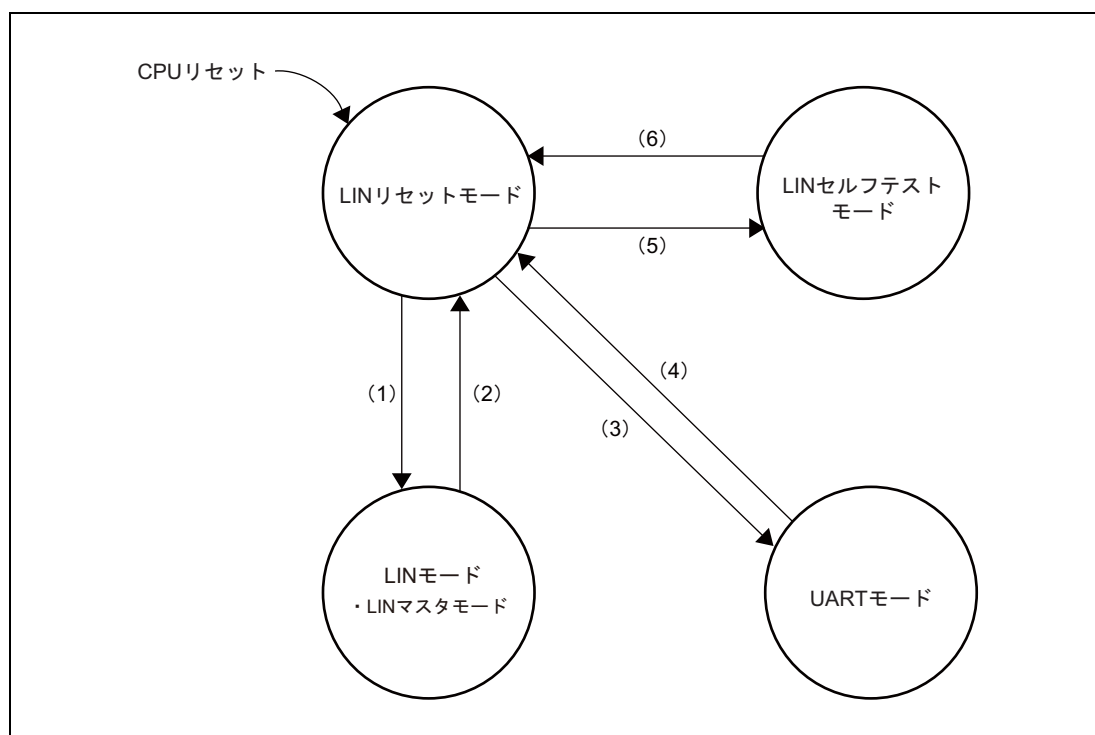 CPUリセット
LINリセットモード
(6)
(5)
LINセルフテスト
モード
(1)
(2)
(4)
(3)
LINモード
・LINマスタモード
UARTモード